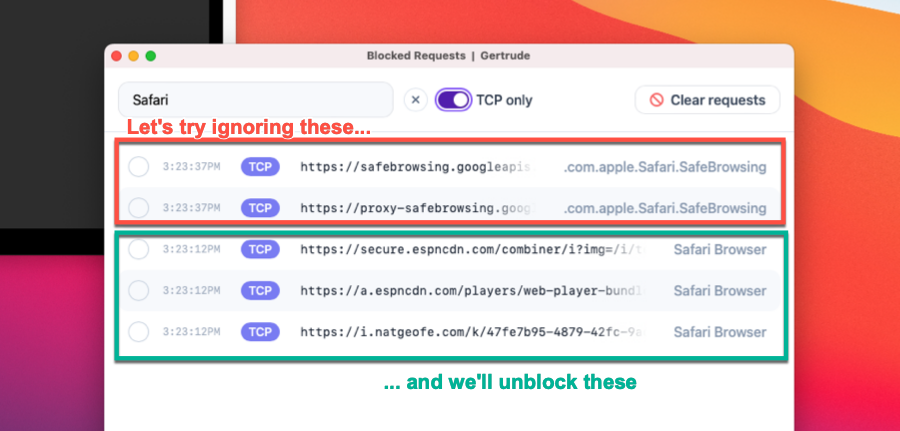 Blocked Requests | Gertrude
Safari
TCP only
Clear requests
Let's try ignoring these...
3:23:37PM TCP https://safebrowsing.googleapis .com.apple.Safari.SafeBrowsing
3:23:37PM TCP https://proxy-safebrowsing.goog .com.apple.Safari.SafeBrowsing
3:23:12PM TCP https://secure.espncdn.com/combiner/i?img=/i/t Safari Browser
3:23:12PM TCP https://a.espncdn.com/players/web-player-bundl Safari Browser
3:23:12PM TCP https://i.natgeofe.com/k/47fe7b95-4879-42fc-9a Safari Browser
... and we'll unblock these